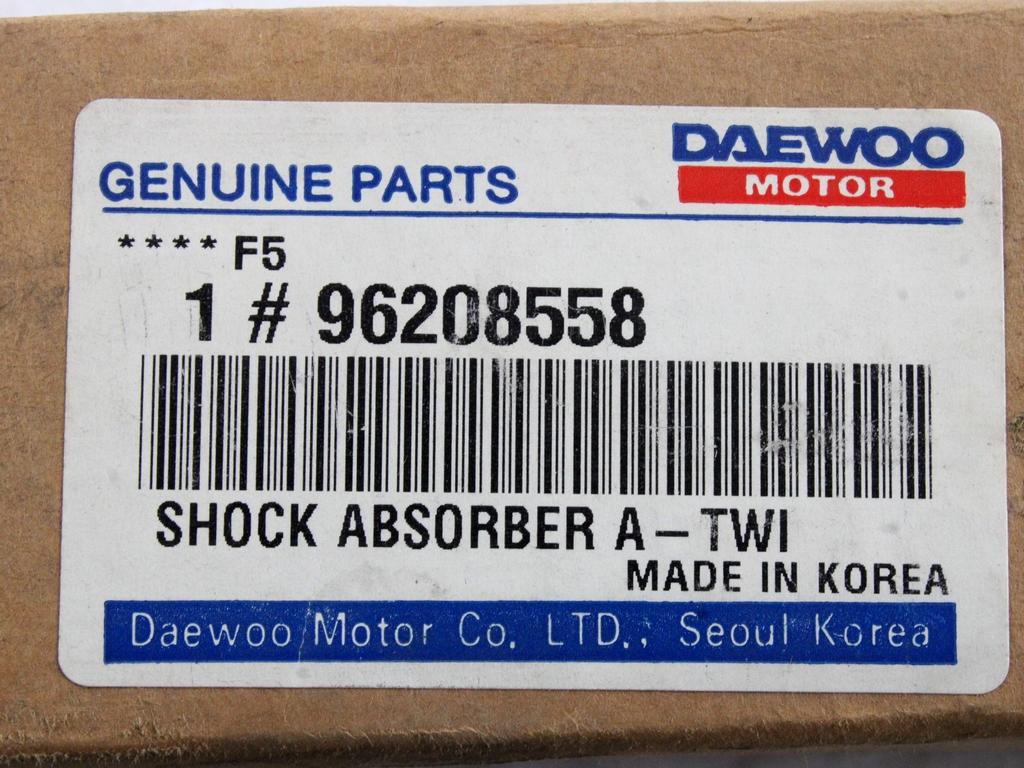 DAEWOO
MOTOR
GENUINE PARTS
**** F5
1 # 96208558
SHOCK ABSORBER A-TWI
MADE IN KOREA
Daewoo Motor Co. LTD., Seoul Korea